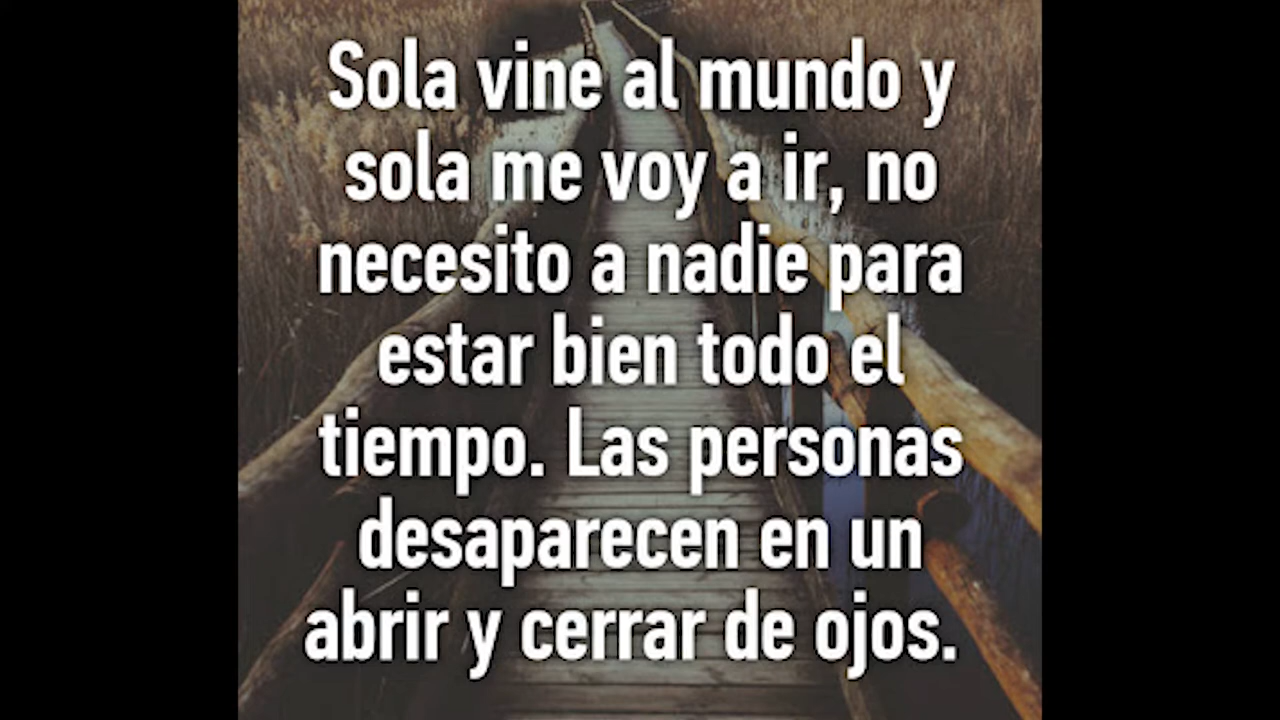 Sola vine al mundo y
sola me voy a ir, no
necesito a nadie para
estar bien todo el
tiempo. Las personas
desaparecen en un
abrir y cerrar de ojos.